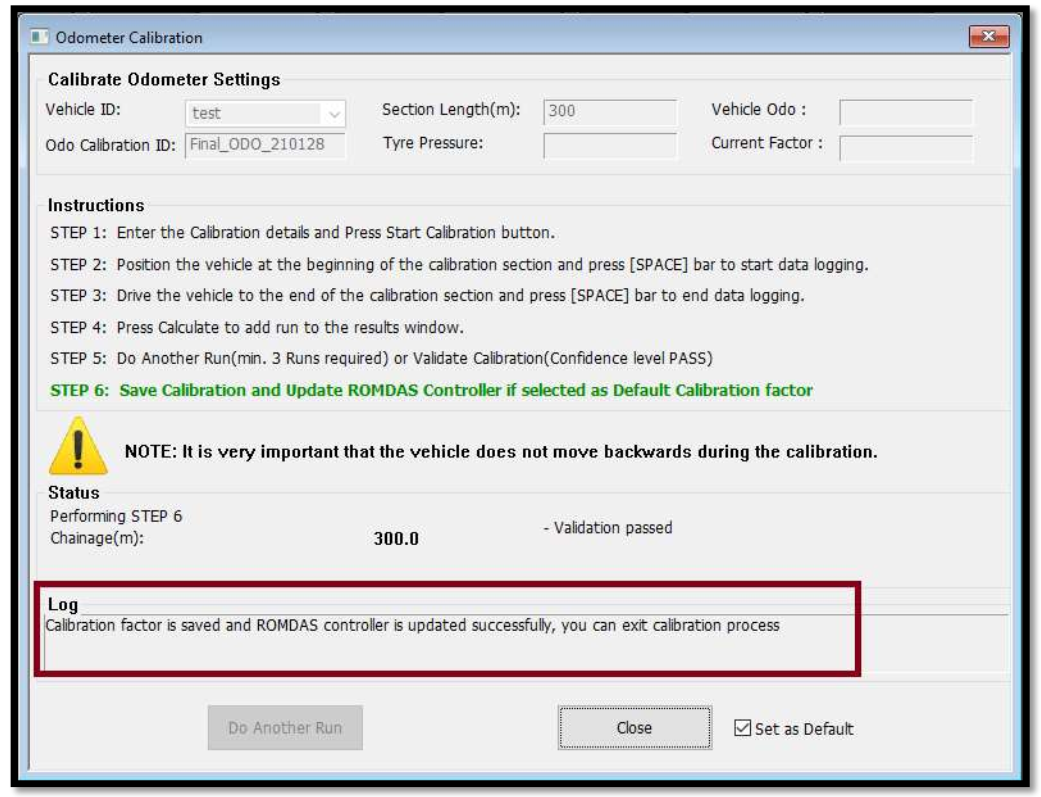 Odometer Calibration
Calibrate Odometer Settings
Vehicle ID: test Section Length(m): 300 Vehicle Odo :
Odo Calibration ID: Final_ODO_210128 Tyre Pressure: Current Factor :
Instructions
STEP 1: Enter the Calibration details and Press Start Calibration button.
STEP 2: Position the vehicle at the beginning of the calibration section and press [SPACE] bar to start data logging.
STEP 3: Drive the vehicle to the end of the calibration section and press [SPACE] bar to end data logging.
STEP 4: Press Calculate to add run to the results window.
STEP 5: Do Another Run(min. 3 Runs required) or Validate Calibration(Confidence level PASS)
STEP 6: Save Calibration and Update ROMDAS Controller if selected as Default Calibration factor
NOTE: It is very important that the vehicle does not move backwards during the calibration.
Status
Performing STEP 6
Chainage(m): 300.0 - Validation passed
Log
Calibration factor is saved and ROMDAS controller is updated successfully, you can exit calibration process
Do Another Run Close Set as Default